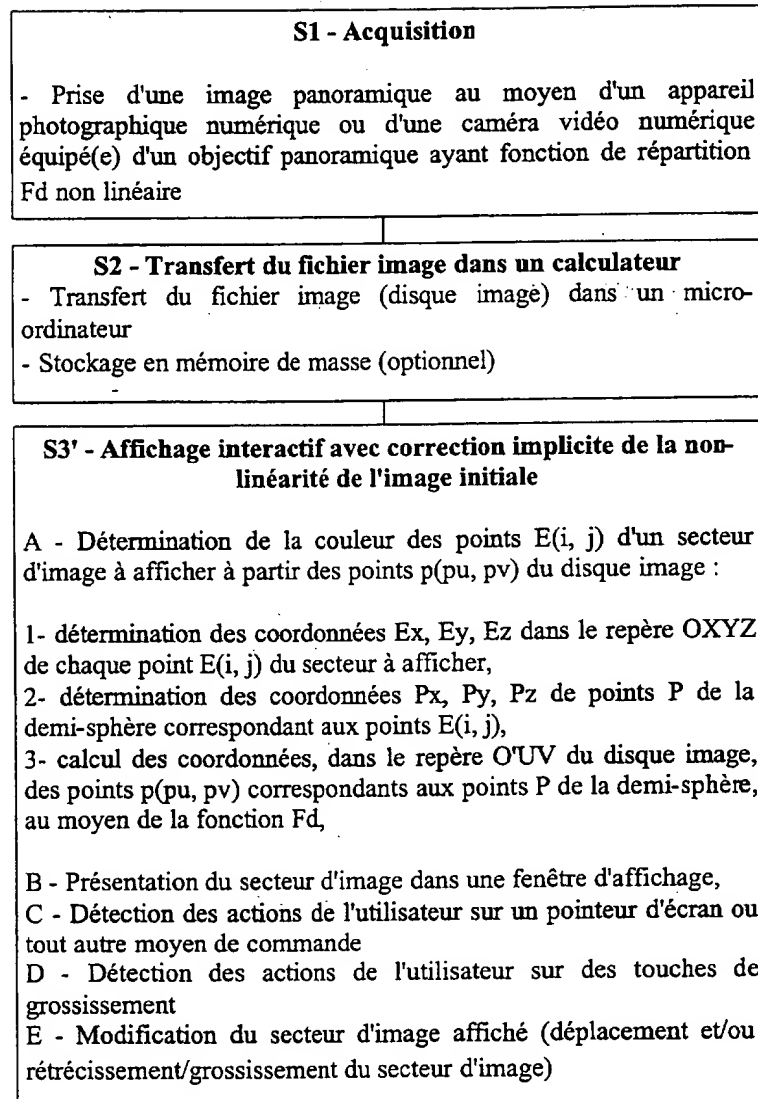 S1 - Acquisition
- Prise d'une image panoramique au moyen d'un appareil
photographique numérique ou d'une caméra vidéo numérique
équipé(e) d'un objectif panoramique ayant fonction de répartition
Fd non linéaire
S2 - Transfert du fichier image dans un calculateur
- Transfert du fichier image (disque image) dans un micro-
ordinateur
- Stockage en mémoire de masse (optionnel)
S3' - Affichage interactif avec correction implicite de la non-
linéarité de l'image initiale
A - Détermination de la couleur des points E(i, j) d'un secteur
d'image à afficher à partir des points p(pu, pv) du disque image :
1- détermination des coordonnées Ex, Ey, Ez dans le repère OXYZ
de chaque point E(i, j) du secteur à afficher,
2- détermination des coordonnées Px, Py, Pz de points P de la
demi-sphère correspondant aux points E(i, j),
3- calcul des coordonnées, dans le repère O'UV du disque image,
des points p(pu, pv) correspondants aux points P de la demi-sphère,
au moyen de la fonction Fd,
B - Présentation du secteur d'image dans une fenêtre d'affichage,
C - Détection des actions de l'utilisateur sur un pointeur d'écran ou
tout autre moyen de commande
D - Détection des actions de l'utilisateur sur des touches de
grossissement
E - Modification du secteur d'image affiché (déplacement et/ou
rétrécissement/grossissement du secteur d'image)